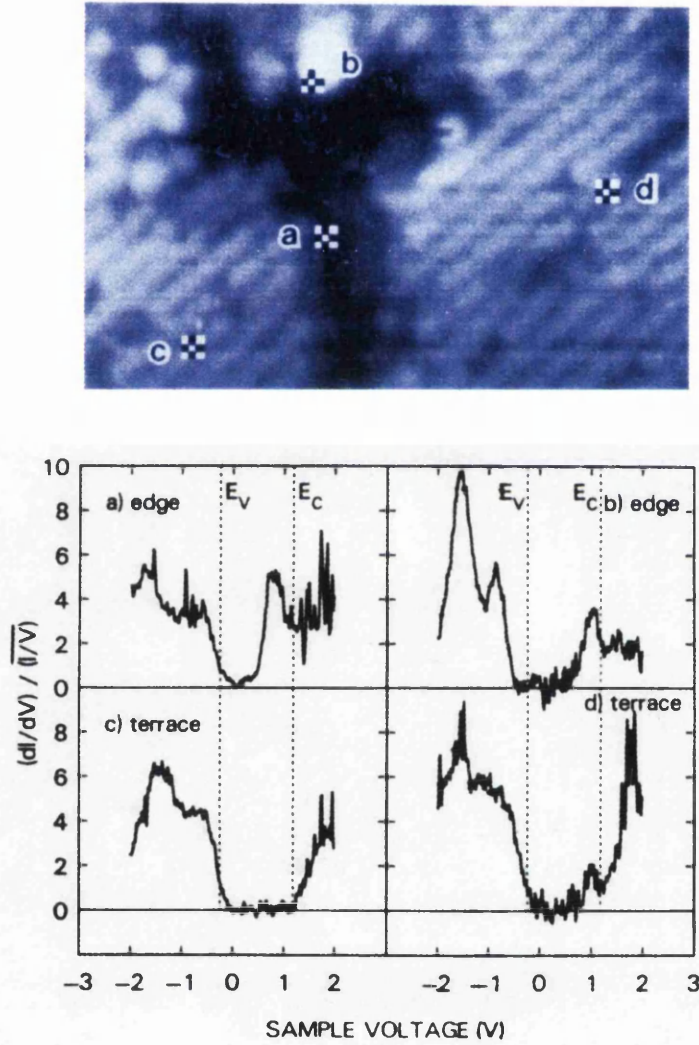 b
d
a
c
10
8
6
4
2
0
8
6
4
2
0
a) edge
E_V
E_C
E_V
E_C
b) edge
c) terrace
d) terrace
(dI/dV) / (I/V)
-3 -2 -1 0 1 2 -2 -1 0 1 2 3
SAMPLE VOLTAGE (V)